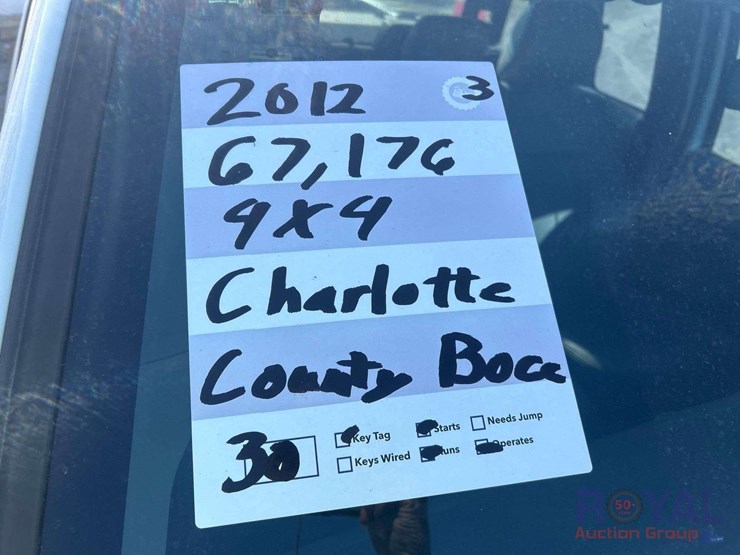 2012 3
67,176
4x4
Charlotte
County Bocc
30
Key Tag Starts Needs Jump
Keys Wired Runs Operates
ROYAL
50
Auction Group